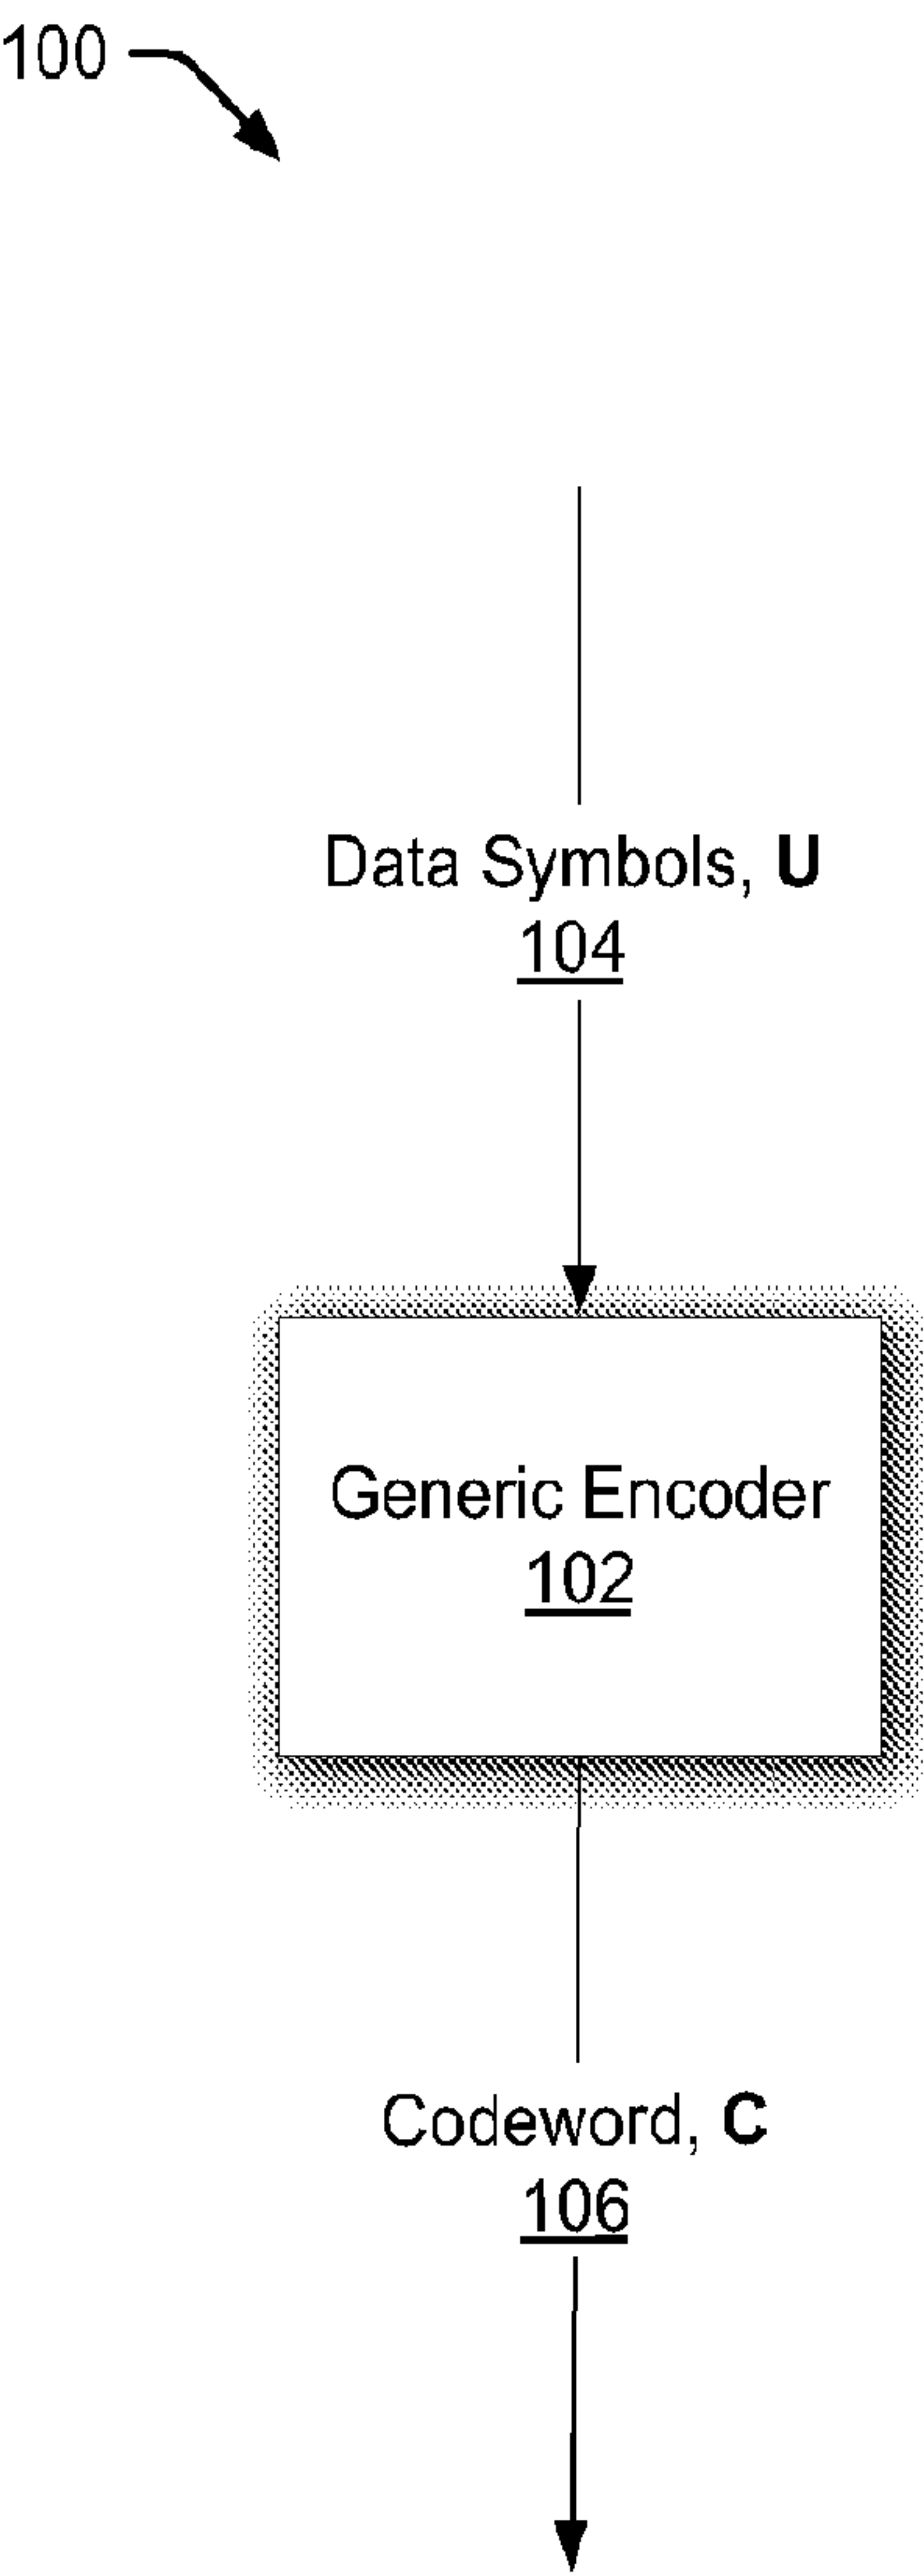 100
Data Symbols, U
104
Generic Encoder
102
Codeword, C
106